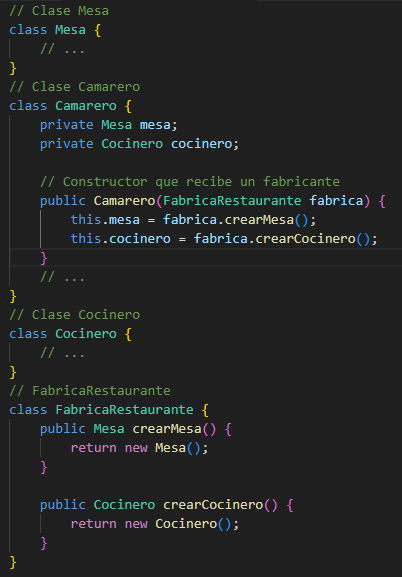 // Clase Mesa
class Mesa {
    // ...
}
// Clase Camarero
class Camarero {
    private Mesa mesa;
    private Cocinero cocinero;

    // Constructor que recibe un fabricante
    public Camarero(FabricaRestaurante fabrica) {
        this.mesa = fabrica.crearMesa();
        this.cocinero = fabrica.crearCocinero();
    }
    // ...
}
// Clase Cocinero
class Cocinero {
    // ...
}
// FabricaRestaurante
class FabricaRestaurante {
    public Mesa crearMesa() {
        return new Mesa();
    }

    public Cocinero crearCocinero() {
        return new Cocinero();
    }
}